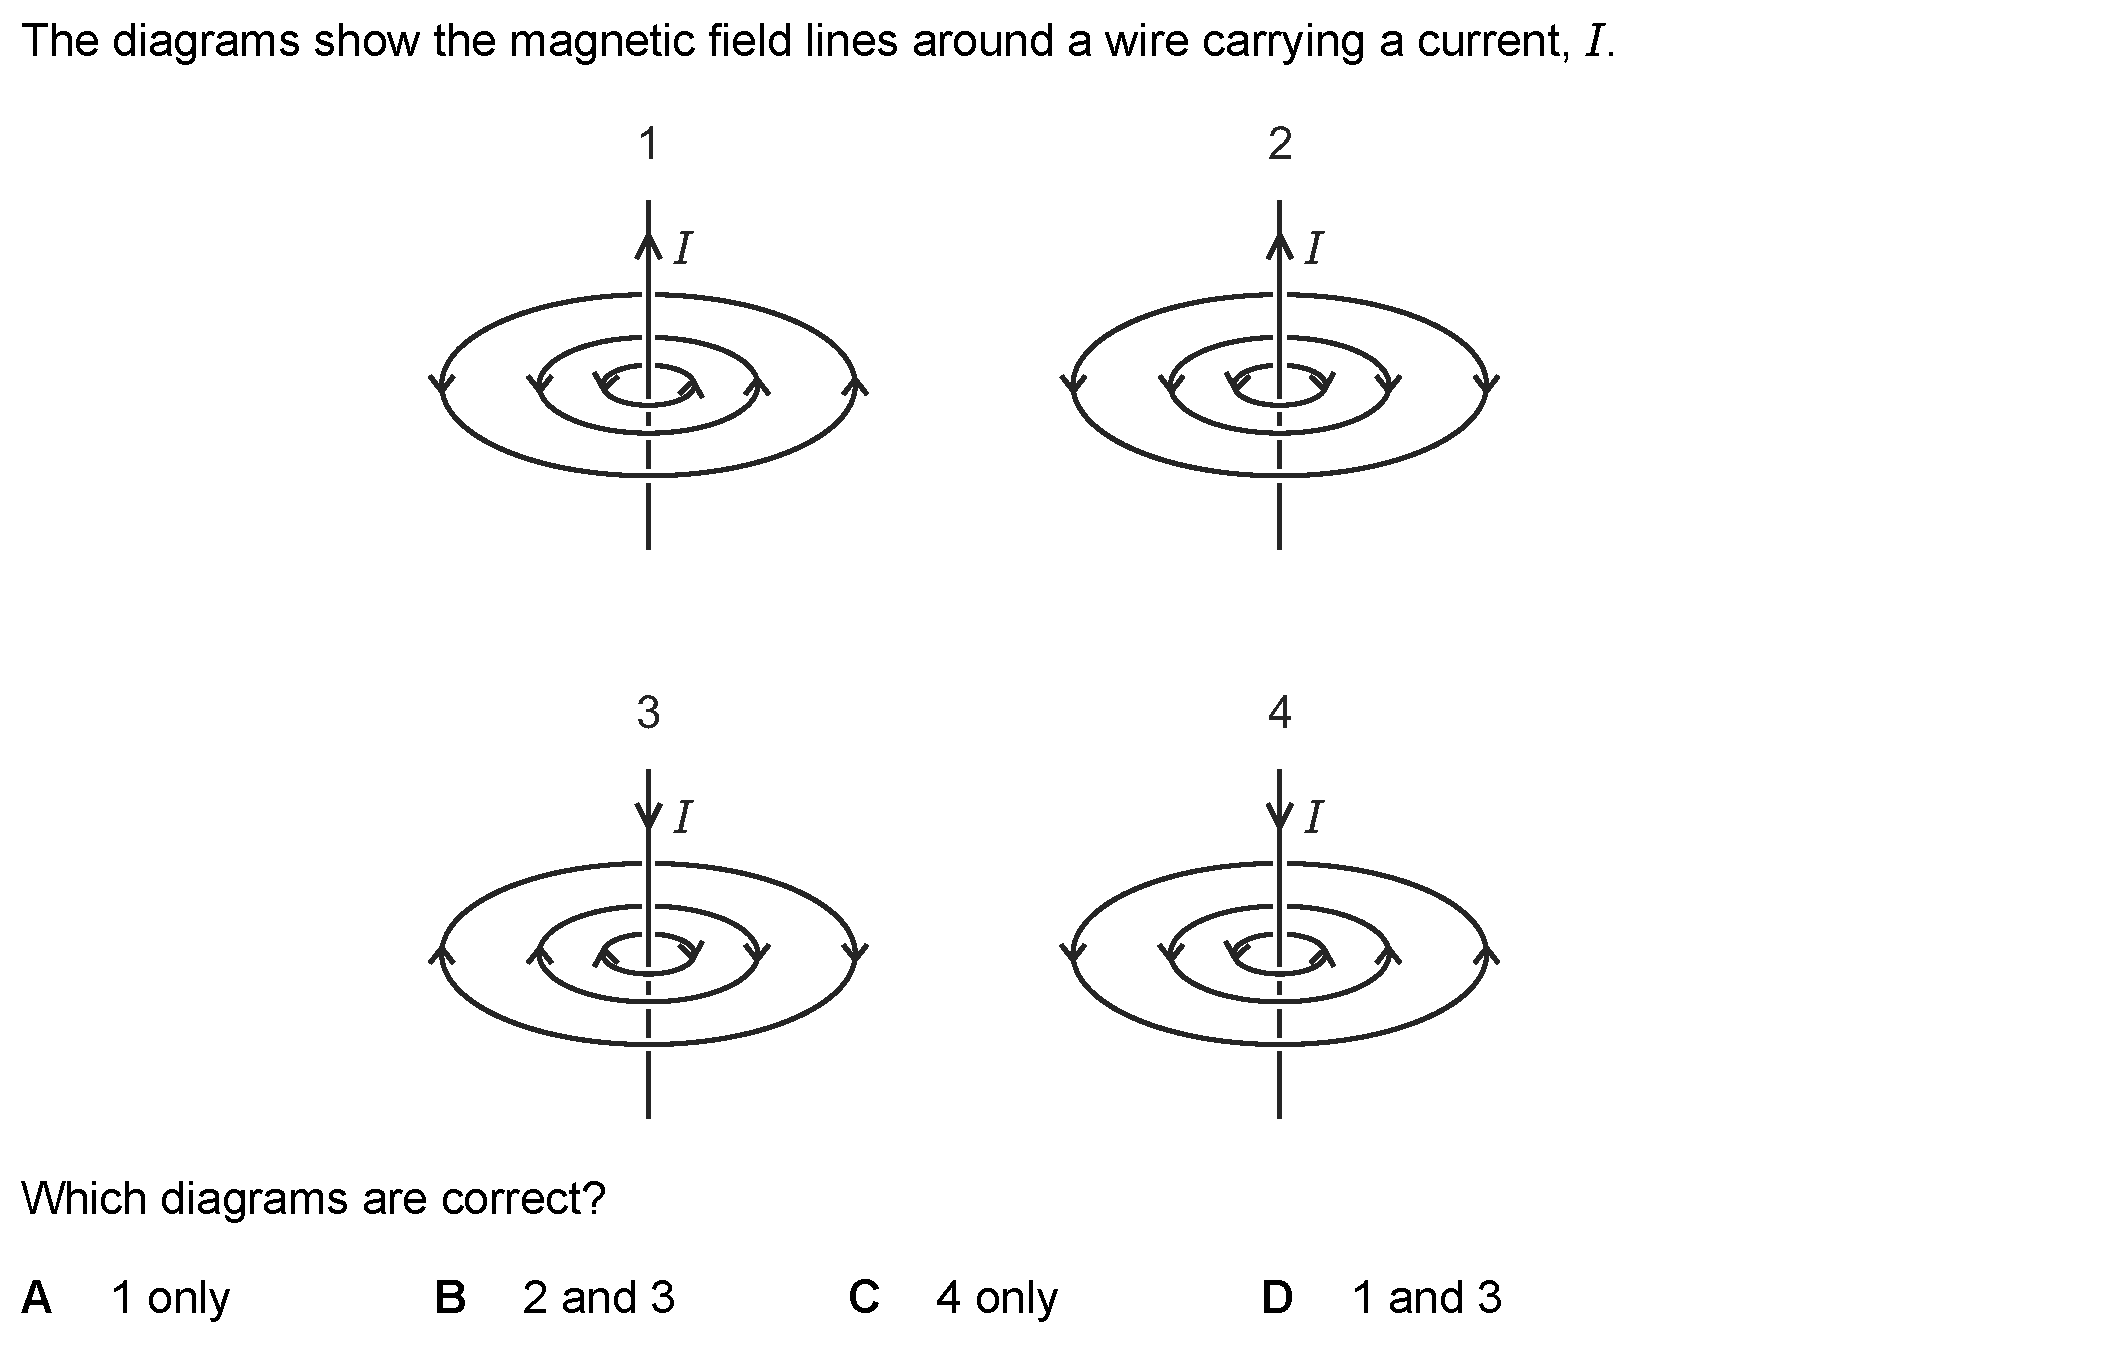 The diagrams show the magnetic field lines around a wire carrying a current, I.
1 2
I I
3 4
I I
Which diagrams are correct?
A 1 only B 2 and 3 C 4 only D 1 and 3